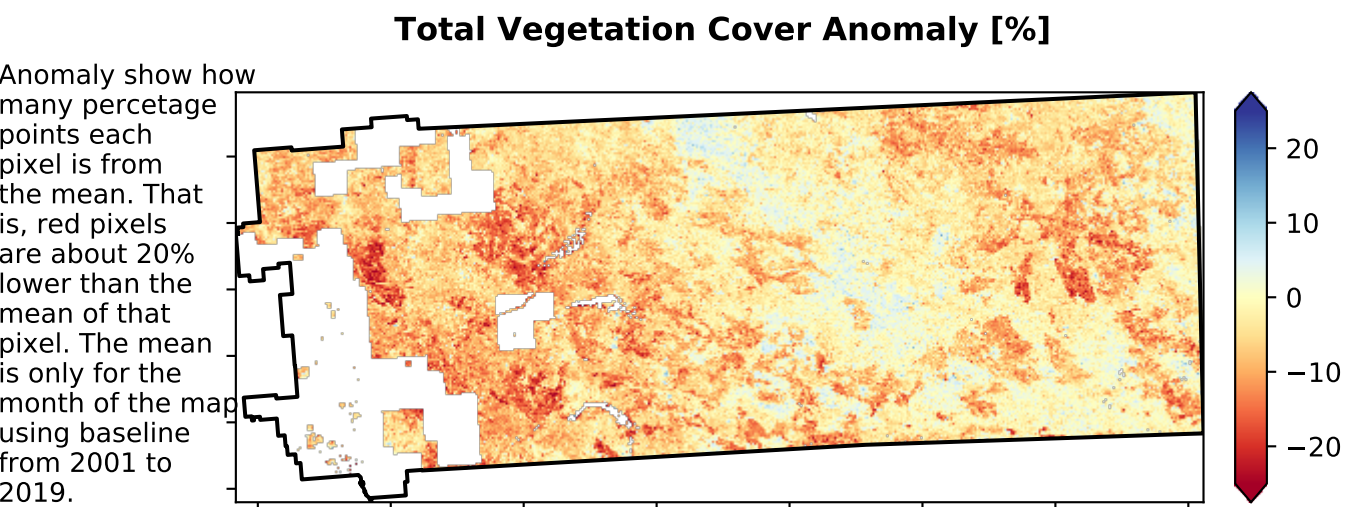 Total Vegetation Cover Anomaly [%]
Anomaly show how
many percetage
points each
pixel is from
the mean. That
is, red pixels
are about 20%
lower than the
mean of that
pixel. The mean
is only for the
month of the map
using baseline
from 2001 to
2019.
20
10
0
−10
−20